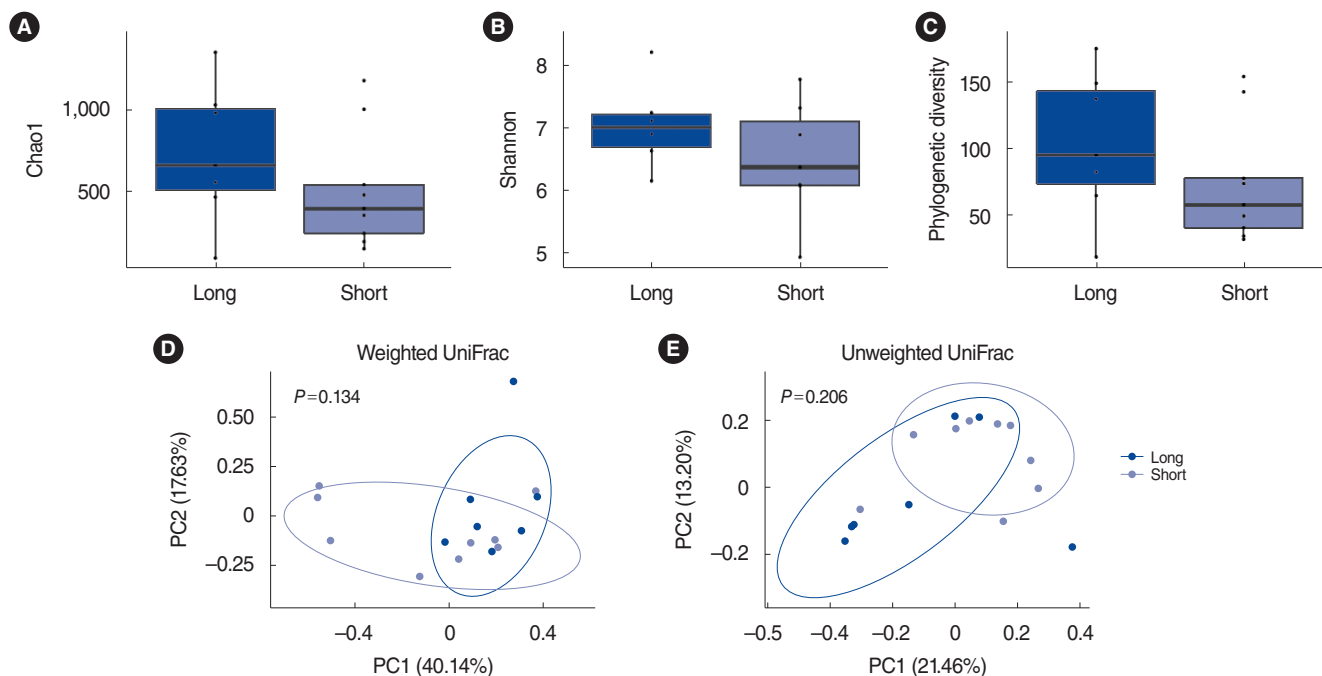 A
Chao1
1,000
500
Long Short
B
Shannon
8
7
6
5
Long Short
C
Phylogenetic diversity
150
100
50
Long Short
D
Weighted UniFrac
P=0.134
PC2 (17.63%)
0.50
0.25
0
−0.25
−0.4 0 0.4
PC1 (40.14%)
E
Unweighted UniFrac
P=0.206
PC2 (13.20%)
0.2
0
−0.2
−0.5 −0.4 −0.2 0 0.2 0.4
PC1 (21.46%)
Long
Short